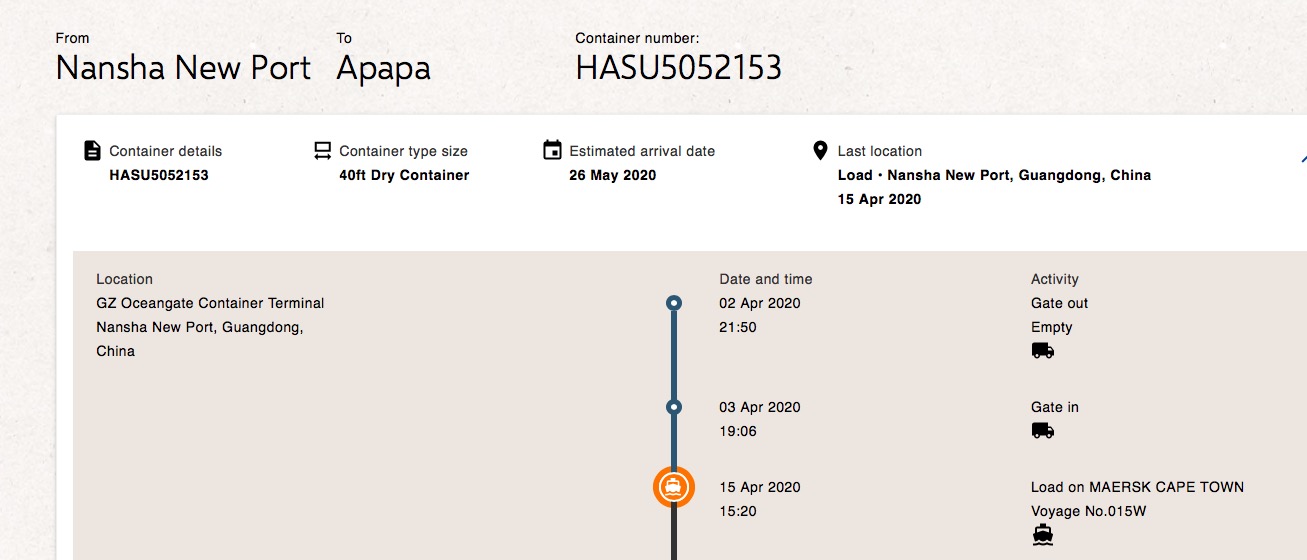 From
Nansha New Port
To
Apapa
Container number:
HASU5052153
Container details
HASU5052153
Container type size
40ft Dry Container
Estimated arrival date
26 May 2020
Last location
Load • Nansha New Port, Guangdong, China
15 Apr 2020
Location
GZ Oceangate Container Terminal
Nansha New Port, Guangdong,
China
Date and time
02 Apr 2020
21:50
Activity
Gate out
Empty
03 Apr 2020
19:06
Gate in
15 Apr 2020
15:20
Load on MAERSK CAPE TOWN
Voyage No.015W